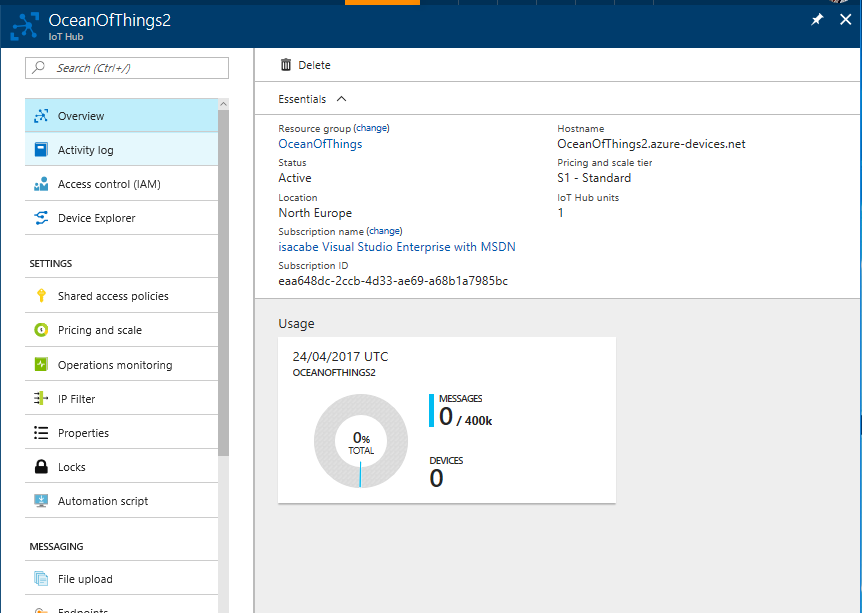 OceanOfThings2
IoT Hub
Search (Ctrl+/)
Overview
Activity log
Access control (IAM)
Device Explorer
SETTINGS
Shared access policies
Pricing and scale
Operations monitoring
IP Filter
Properties
Locks
Automation script
MESSAGING
File upload
Endpoints
Delete
Essentials
Resource group (change)
OceanOfThings
Status
Active
Location
North Europe
Subscription name (change)
isacabe Visual Studio Enterprise with MSDN
Subscription ID
eaa648dc-2ccb-4d33-ae69-a68b1a7985bc
Hostname
OceanOfThings2.azure-devices.net
Pricing and scale tier
S1 - Standard
IoT Hub units
1
Usage
24/04/2017 UTC
OCEANOFTHINGS2
0%
TOTAL
MESSAGES
0 / 400k
DEVICES
0